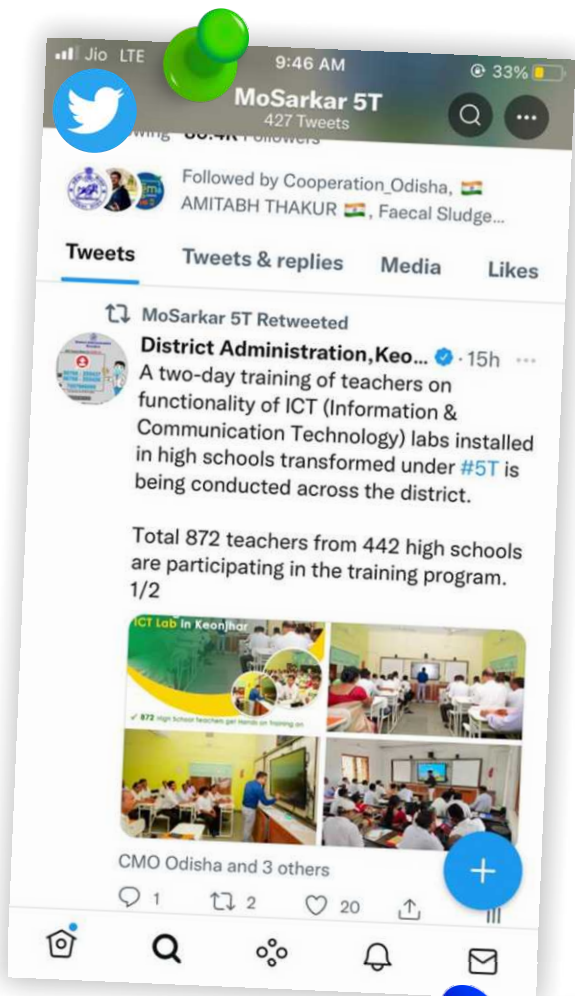 Jio LTE 9:46 AM 33%
MoSarkar 5T
427 Tweets
Followers
Followed by Cooperation_Odisha,
AMITABH THAKUR , Faecal Sludge...
Tweets Tweets & replies Media Likes
MoSarkar 5T Retweeted
District Administration,Keo... · 15h
A two-day training of teachers on
functionality of ICT (Information &
Communication Technology) labs installed
in high schools transformed under #5T is
being conducted across the district.
Total 872 teachers from 442 high schools
are participating in the training program.
1/2
ICT Lab in Keonjhar
✓ 872 High School teachers get Hands on Training on
CMO Odisha and 3 others
1 2 20